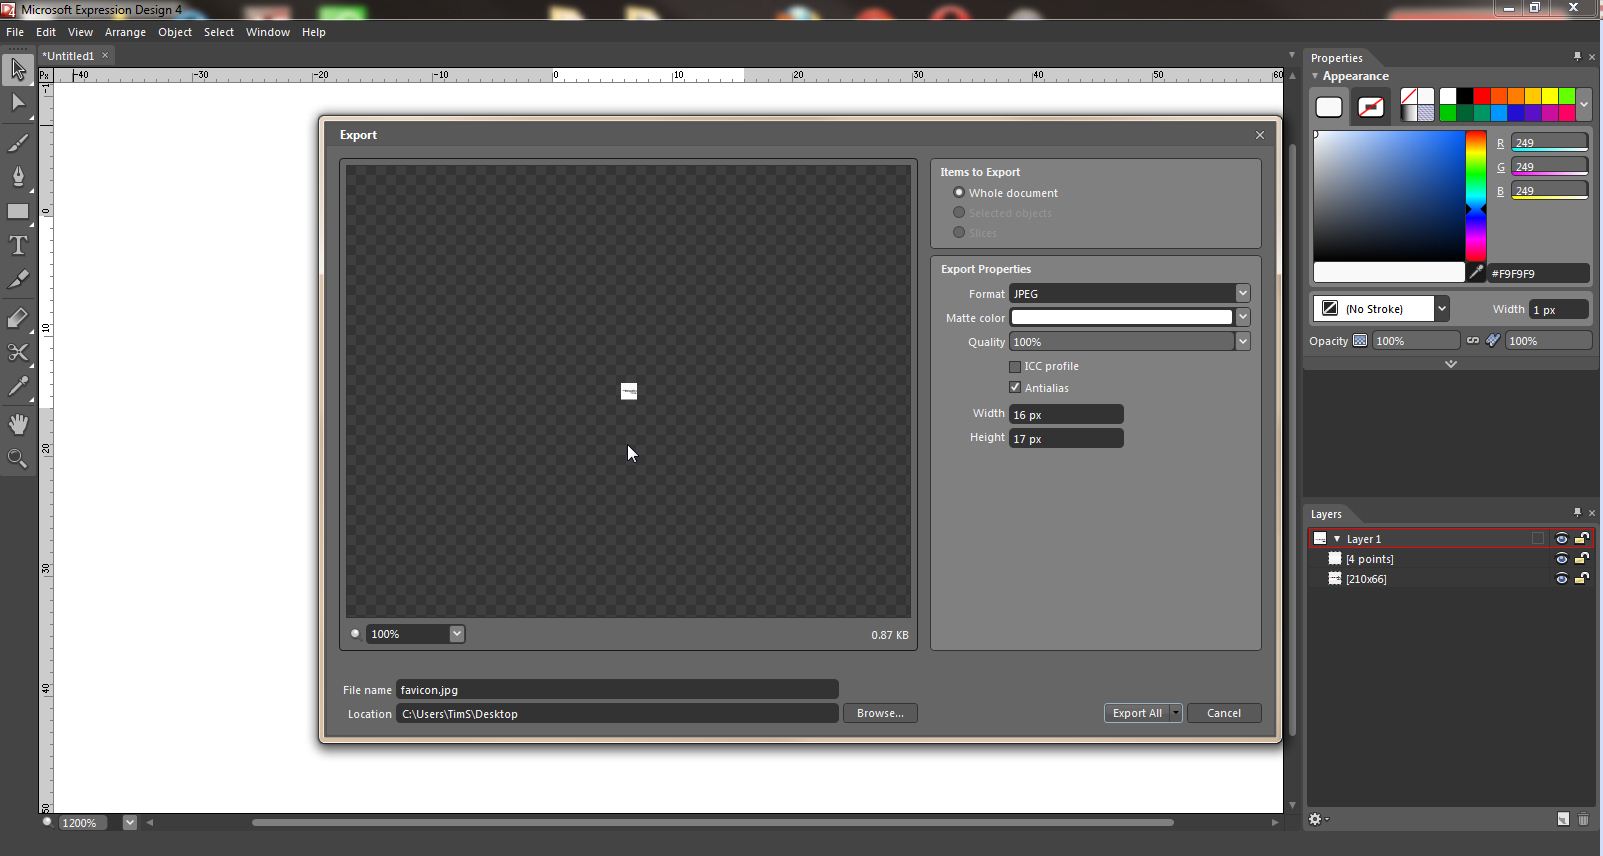 Microsoft Expression Design 4
File Edit View Arrange Object Select Window Help
*Untitled1
Px -40 -30 -20 -10 0 10 20 30 40 50 60
0
10
20
30
40
50
Export
Items to Export
Whole document
Selected objects
Slices
Export Properties
Format JPEG
Matte color
Quality 100%
ICC profile
Antialias
Width 16 px
Height 17 px
100%
0.87 KB
File name favicon.jpg
Location C:\Users\TimS\Desktop
Browse...
Export All
Cancel
1200%
Properties
Appearance
R 249
G 249
B 249
#F9F9F9
(No Stroke)
Width 1 px
Opacity 100%
100%
Layers
Layer 1
[4 points]
[210x66]